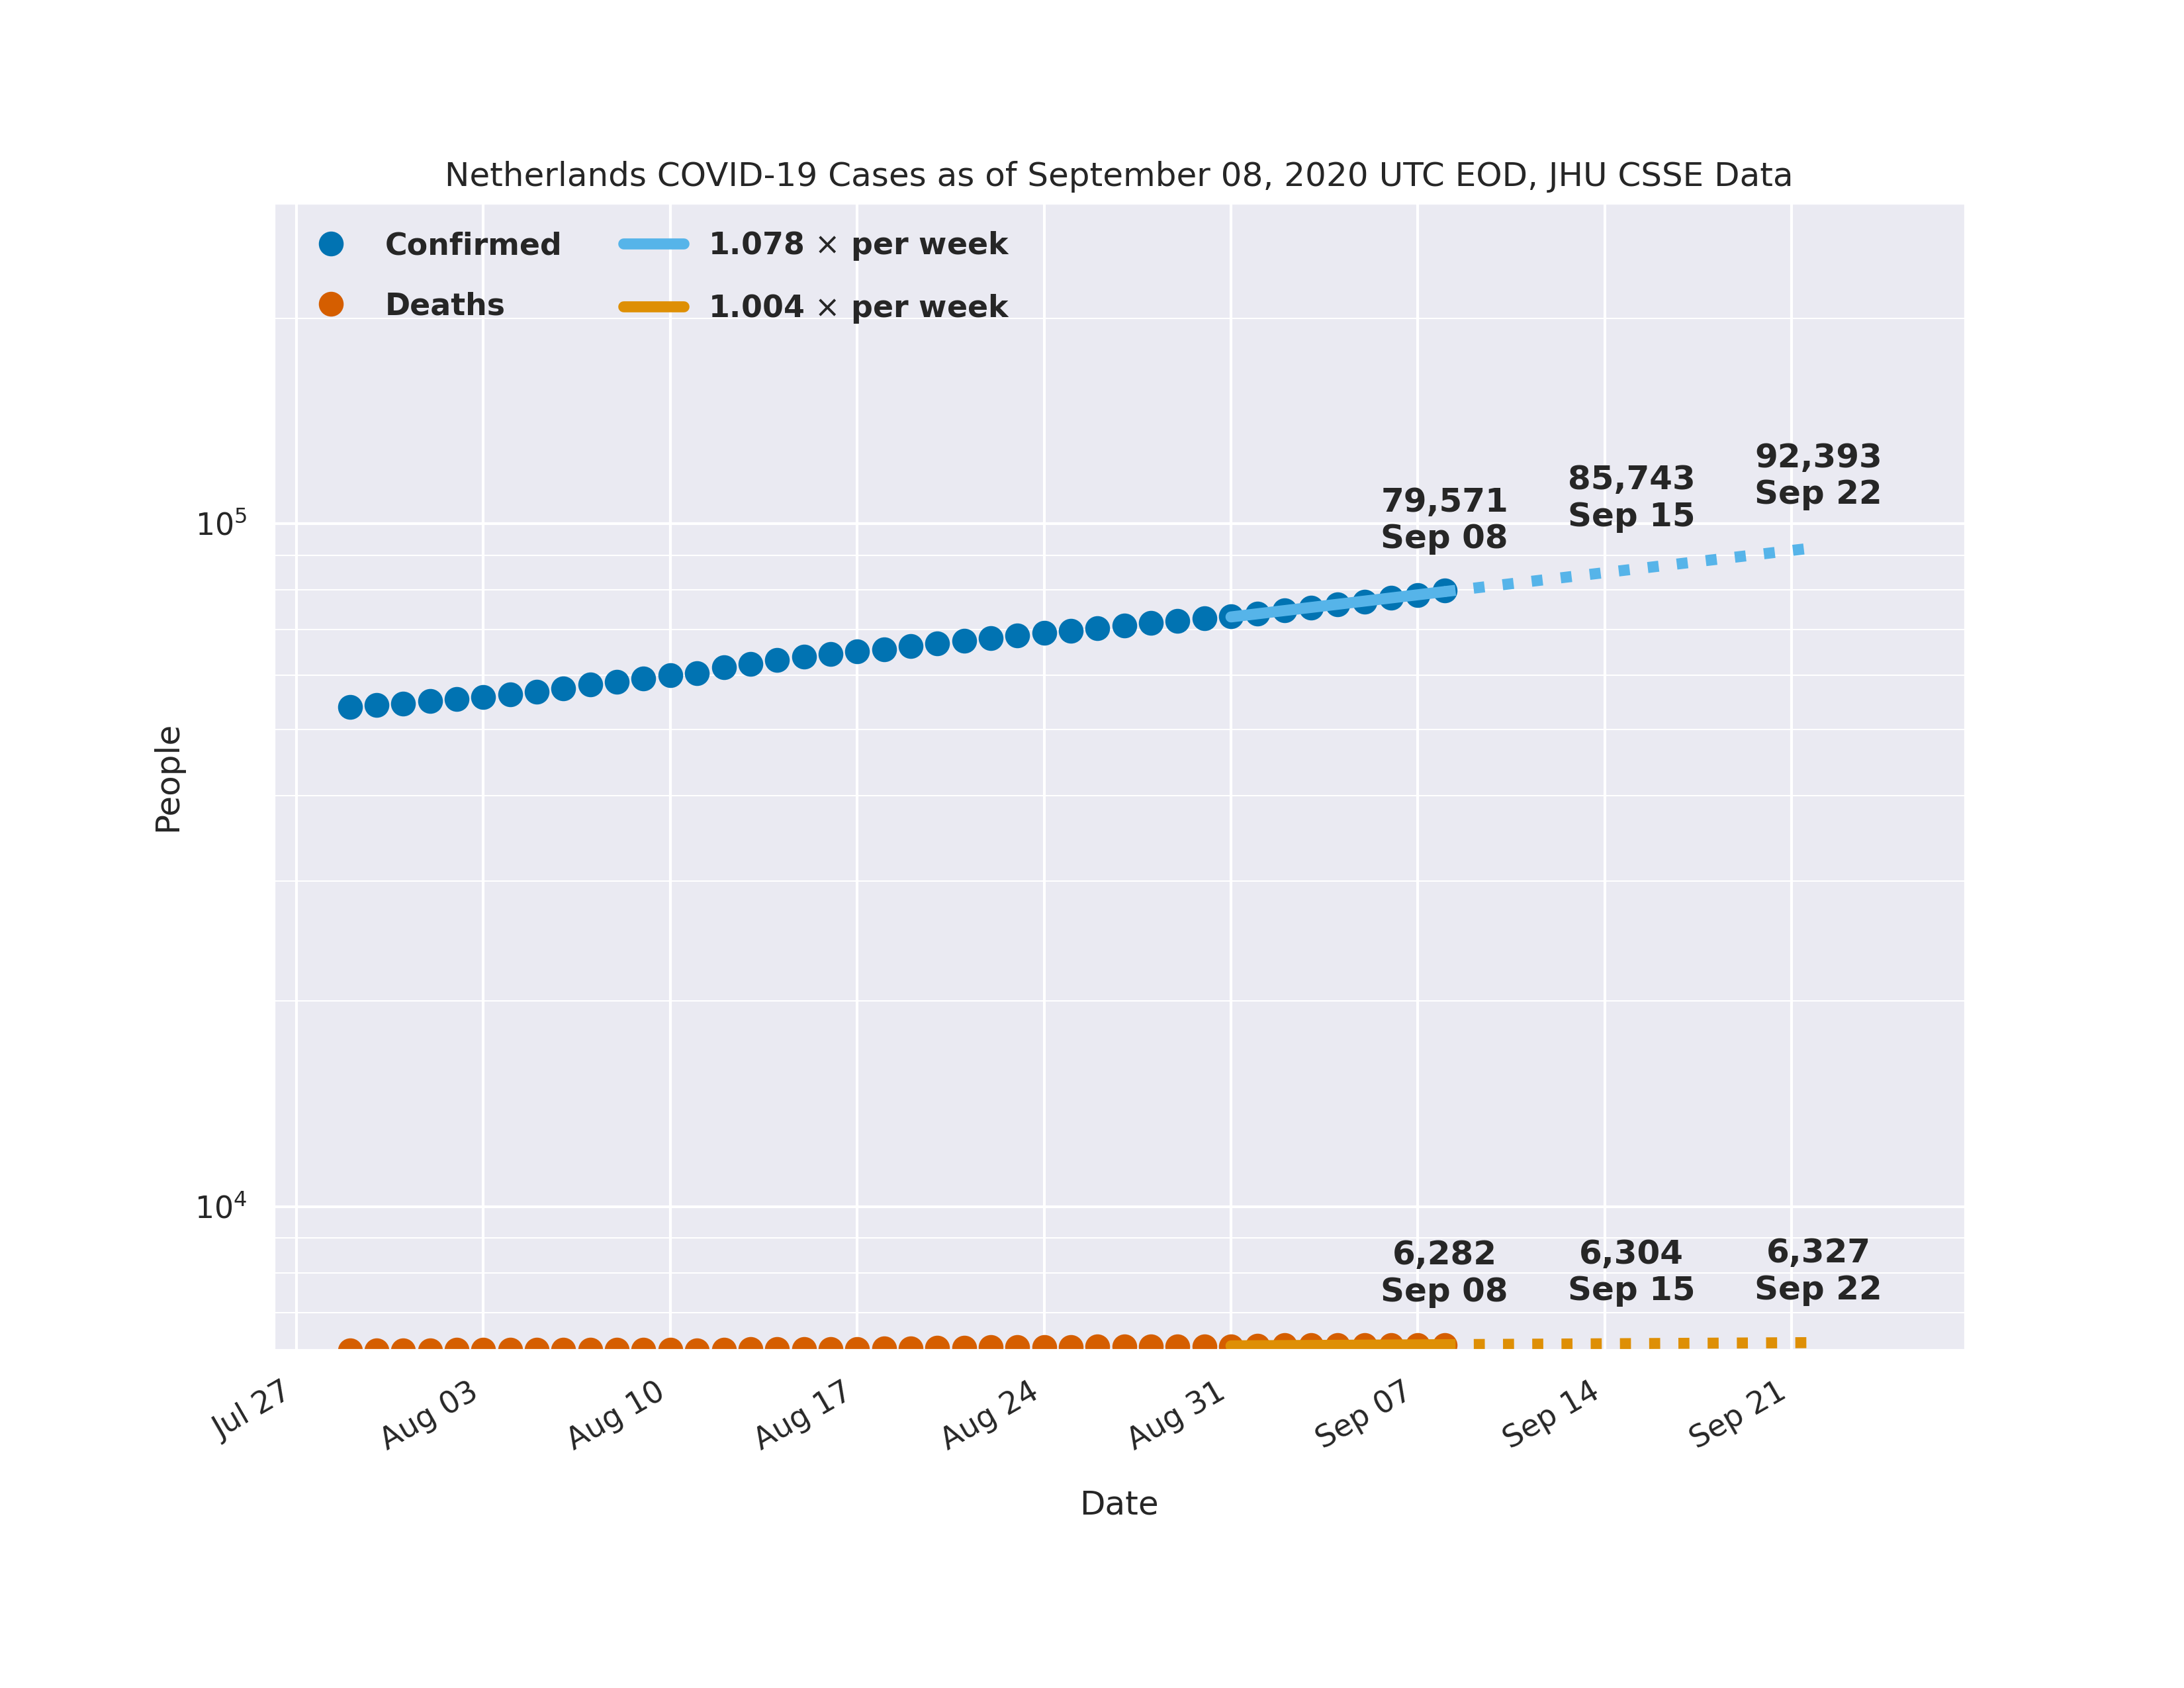 Netherlands COVID-19 Cases as of September 08, 2020 UTC EOD, JHU CSSE Data
Confirmed
Deaths
1.078 × per week
1.004 × per week
92,393
Sep 22
85,743
Sep 15
79,571
Sep 08
10⁵
People
10⁴
6,282
Sep 08
6,304
Sep 15
6,327
Sep 22
Jul 27
Aug 03
Aug 10
Aug 17
Aug 24
Aug 31
Sep 07
Sep 14
Sep 21
Date